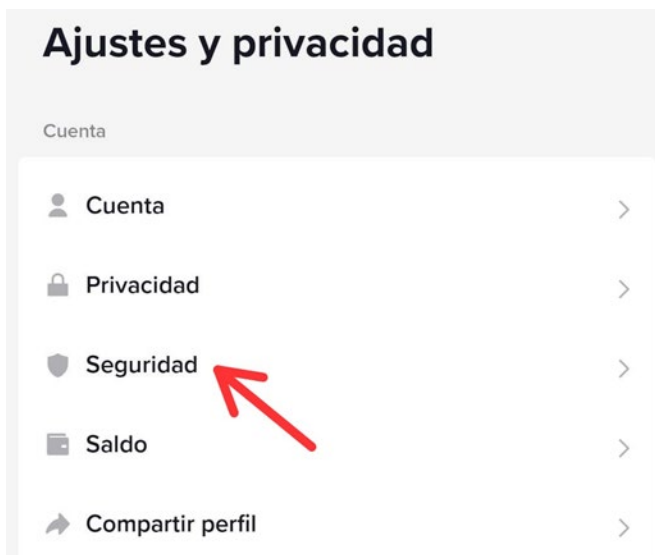 Ajustes y privacidad
Cuenta
Cuenta
Privacidad
Seguridad
Saldo
Compartir perfil